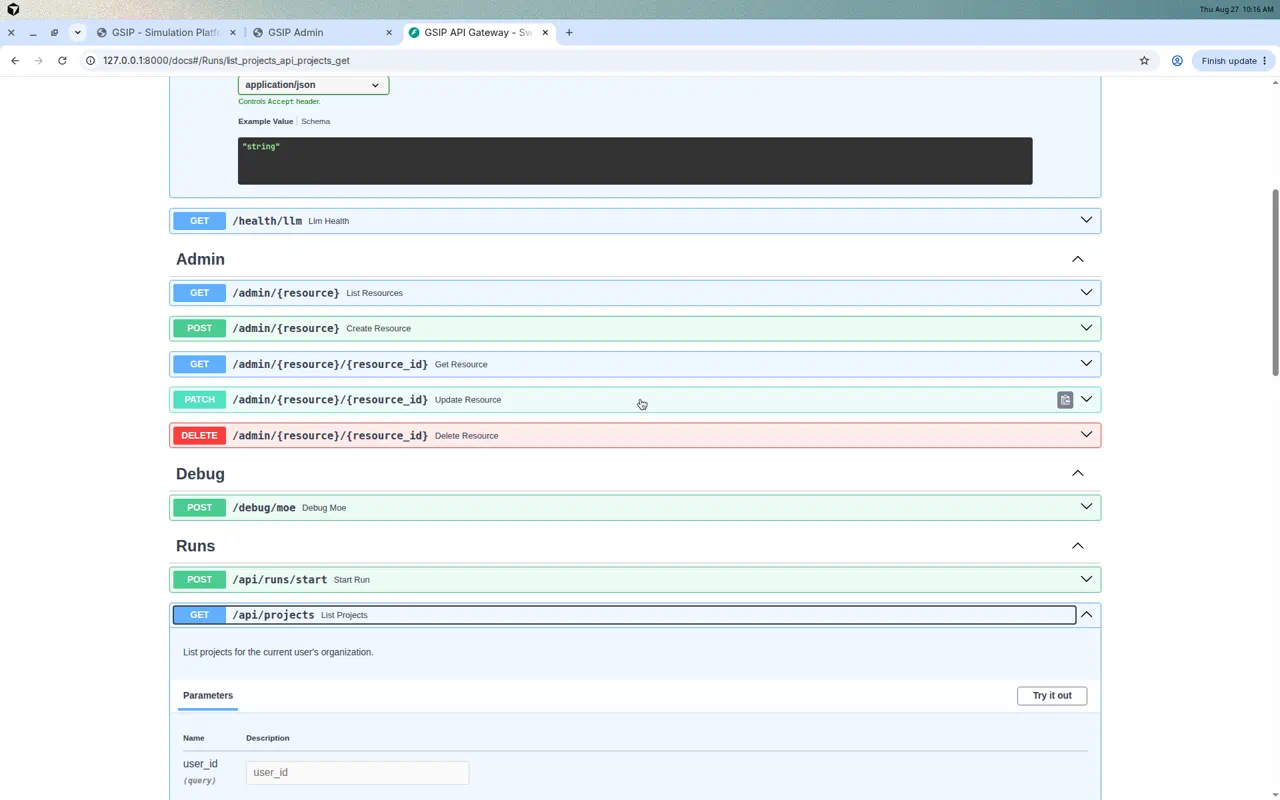 Thu Aug 27 10:16 AM
GSIP - Simulation Platfo
GSIP Admin
GSIP API Gateway - Sw
127.0.0.1:8000/docs#/Runs/list_projects_api_projects_get
Finish update
application/json
Controls Accept header.
Example Value Schema
"string"
GET /health/llm Llm Health
Admin
GET /admin/{resource} List Resources
POST /admin/{resource} Create Resource
GET /admin/{resource}/{resource_id} Get Resource
PATCH /admin/{resource}/{resource_id} Update Resource
DELETE /admin/{resource}/{resource_id} Delete Resource
Debug
POST /debug/moe Debug Moe
Runs
POST /api/runs/start Start Run
GET /api/projects List Projects
List projects for the current user's organization.
Parameters
Try it out
Name Description
user_id
(query)
user_id